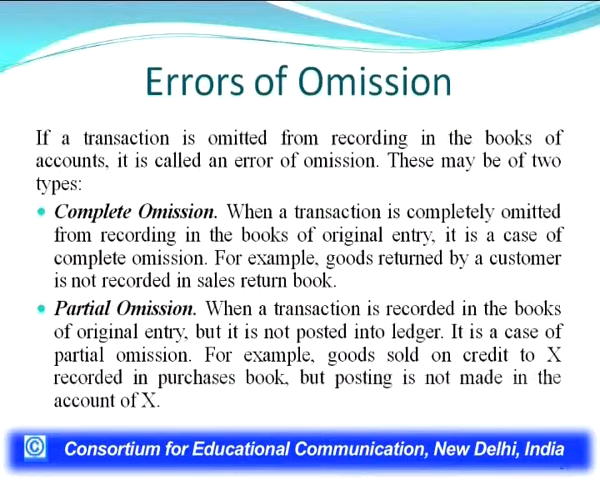 Errors of Omission
If a transaction is omitted from recording in the books of
accounts, it is called an error of omission. These may be of two
types:
• Complete Omission. When a transaction is completely omitted
from recording in the books of original entry, it is a case of
complete omission. For example, goods returned by a customer
is not recorded in sales return book.
• Partial Omission. When a transaction is recorded in the books
of original entry, but it is not posted into ledger. It is a case of
partial omission. For example, goods sold on credit to X
recorded in purchases book, but posting is not made in the
account of X.
© Consortium for Educational Communication, New Delhi, India